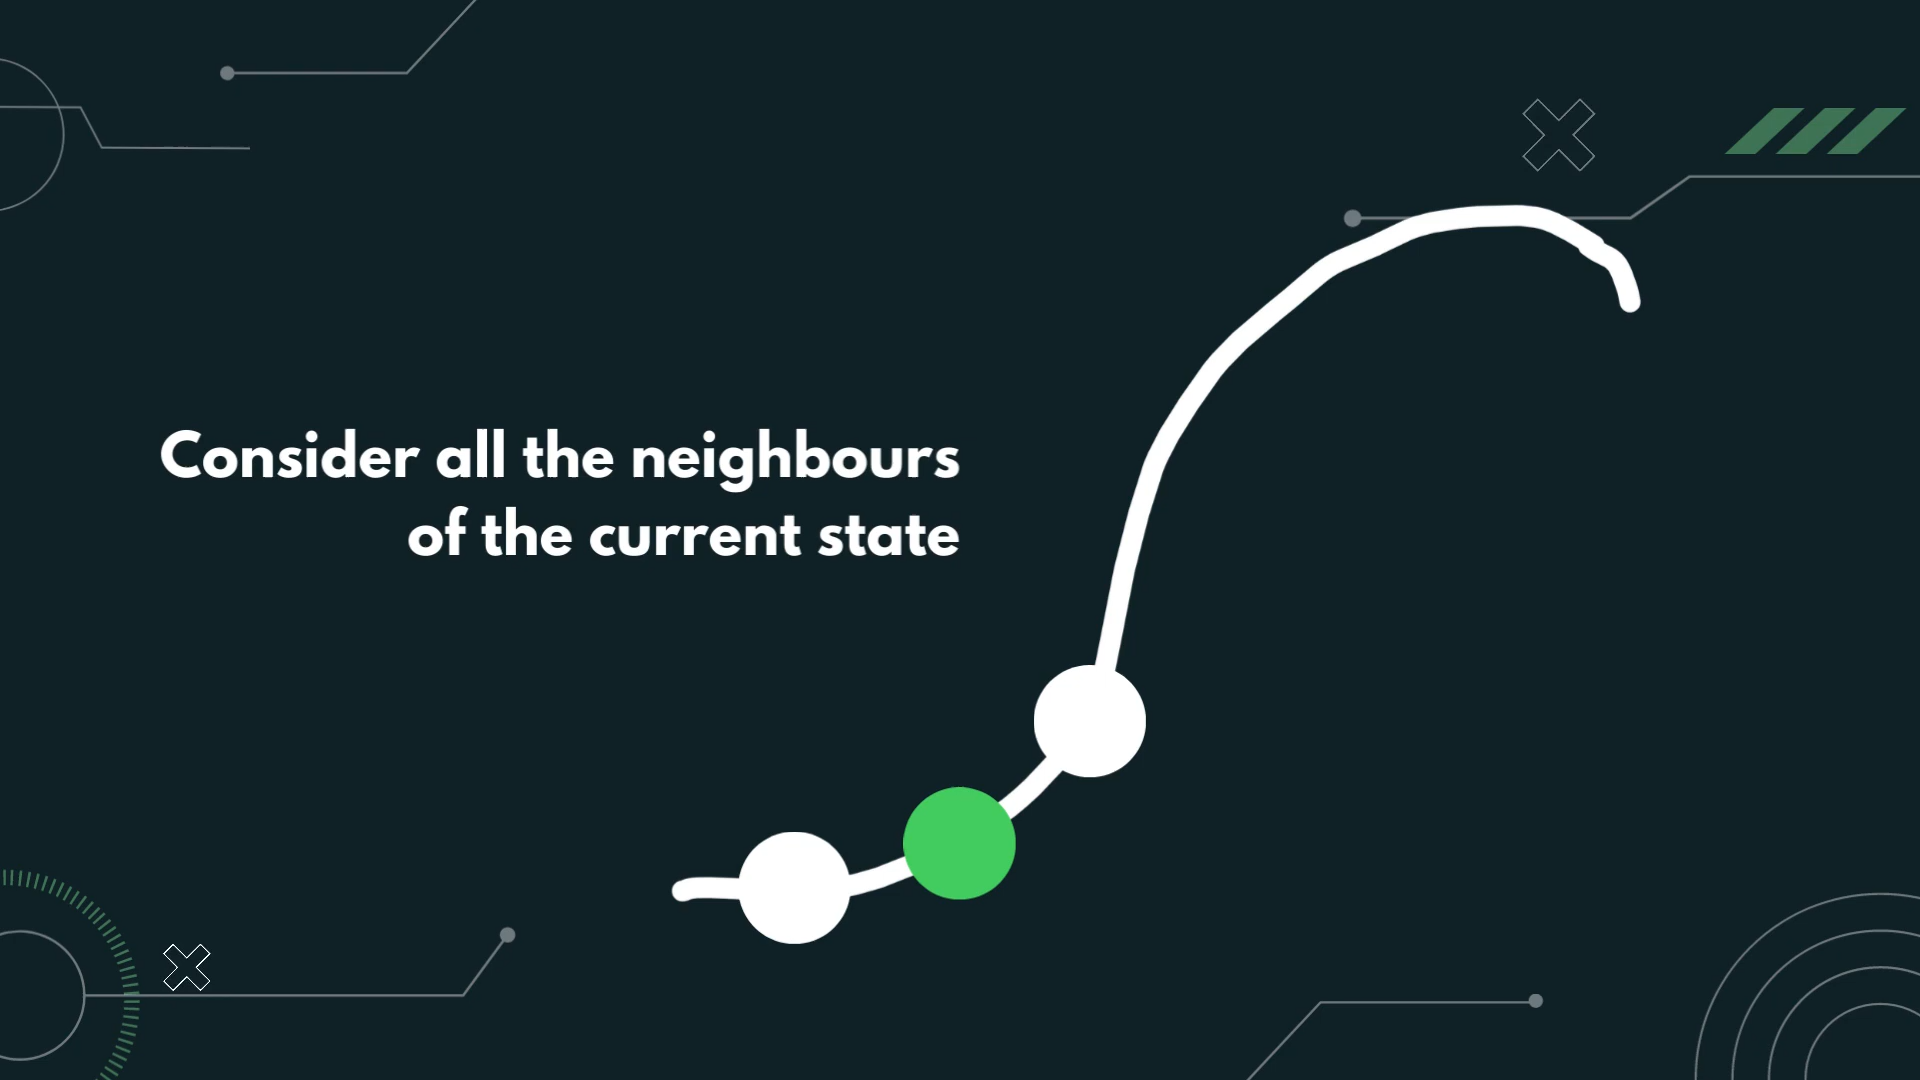 Consider all the neighbours
of the current state